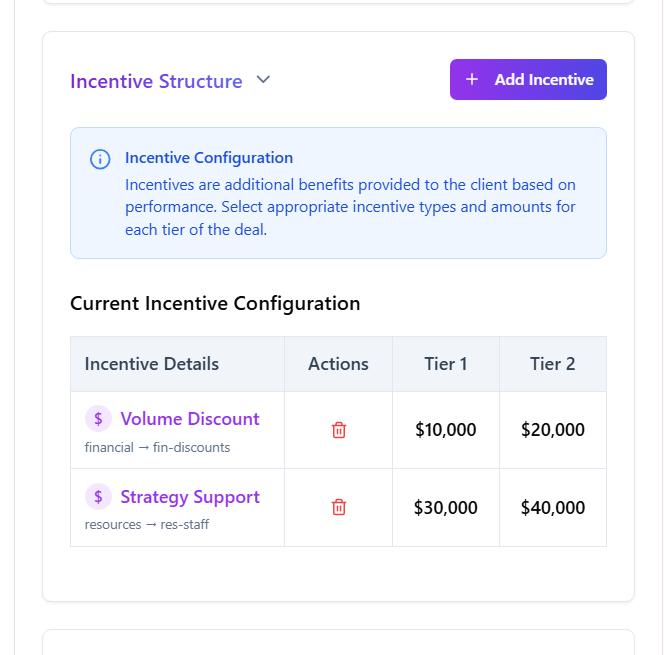 Incentive Structure
+ Add Incentive
Incentive Configuration
Incentives are additional benefits provided to the client based on
performance. Select appropriate incentive types and amounts for
each tier of the deal.
Current Incentive Configuration
Incentive Details Actions Tier 1 Tier 2
$ Volume Discount $10,000 $20,000
financial → fin-discounts
$ Strategy Support $30,000 $40,000
resources → res-staff